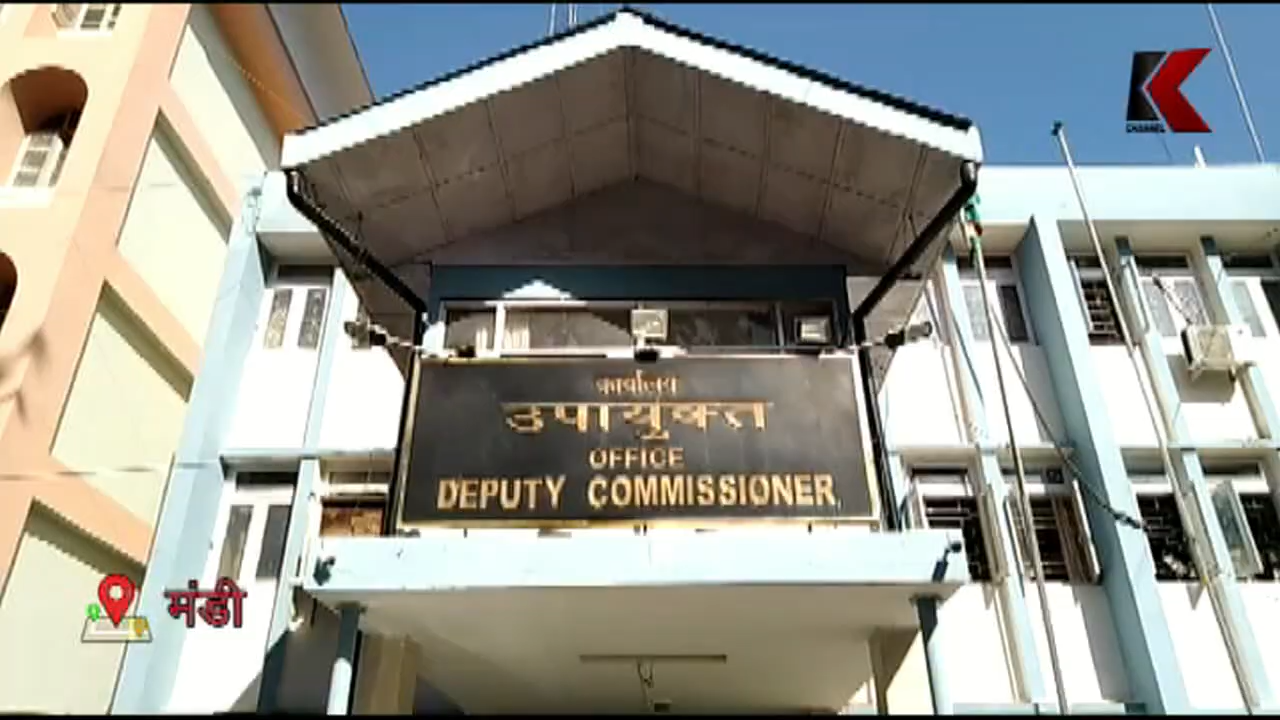 K
CHANNEL
कार्यालय
उपायुक्त
OFFICE
DEPUTY COMMISSIONER
मंडी